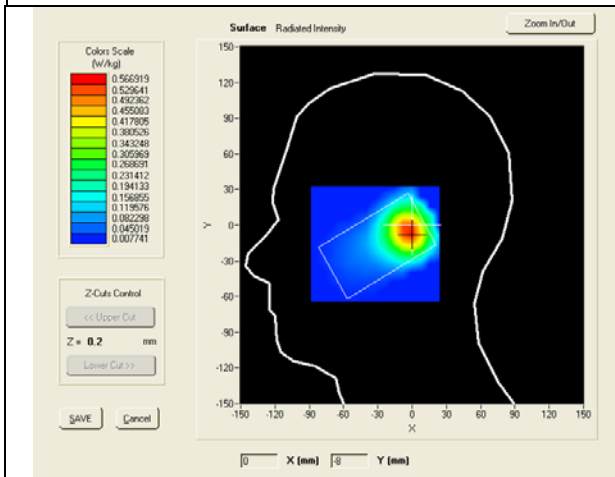 Surface Radiated Intensity
Zoom In/Out
Colors Scale
(W/kg)
0.566919
0.529641
0.492362
0.455083
0.417805
0.380526
0.343248
0.305969
0.268691
0.231412
0.194133
0.156855
0.119576
0.082298
0.045019
0.007741
Z-Cuts Control
<< Upper Cut
Z = 0.2 mm
Lower Cut >>
SAVE Cancel
150
120
90
60
30
0
-30
-60
-90
-120
-150
Y
-150 -120 -90 -60 -30 0 30 60 90 120 150
X
0 X (mm) -8 Y (mm)